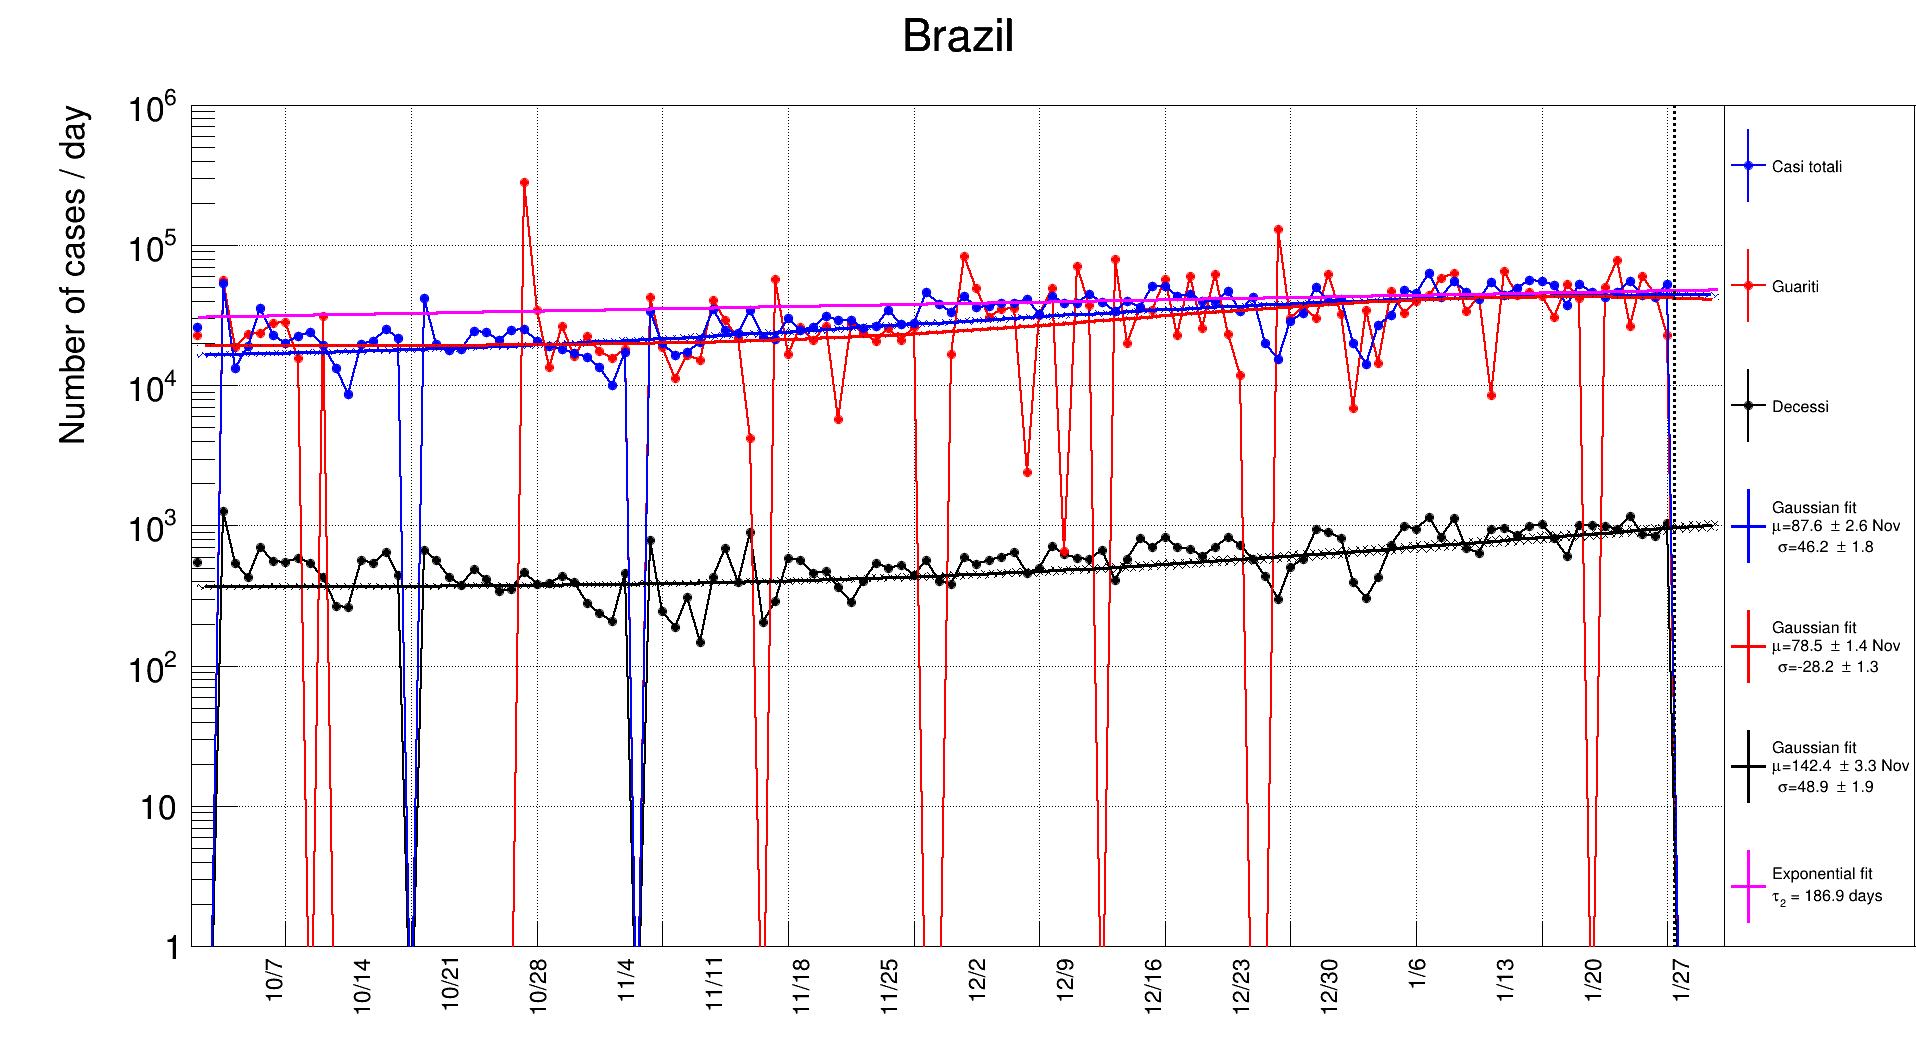 Brazil
Number of cases / day
10^6
10^5
10^4
10^3
10^2
10
1
10/7 10/14 10/21 10/28 11/4 11/11 11/18 11/25 12/2 12/9 12/16 12/23 12/30 1/6 1/13 1/20 1/27
Casi totali
Guariti
Decessi
Gaussian fit
μ=87.6 ± 2.6 Nov
σ=46.2 ± 1.8
Gaussian fit
μ=78.5 ± 1.4 Nov
σ=-28.2 ± 1.3
Gaussian fit
μ=142.4 ± 3.3 Nov
σ=48.9 ± 1.9
Exponential fit
τ₂ = 186.9 days